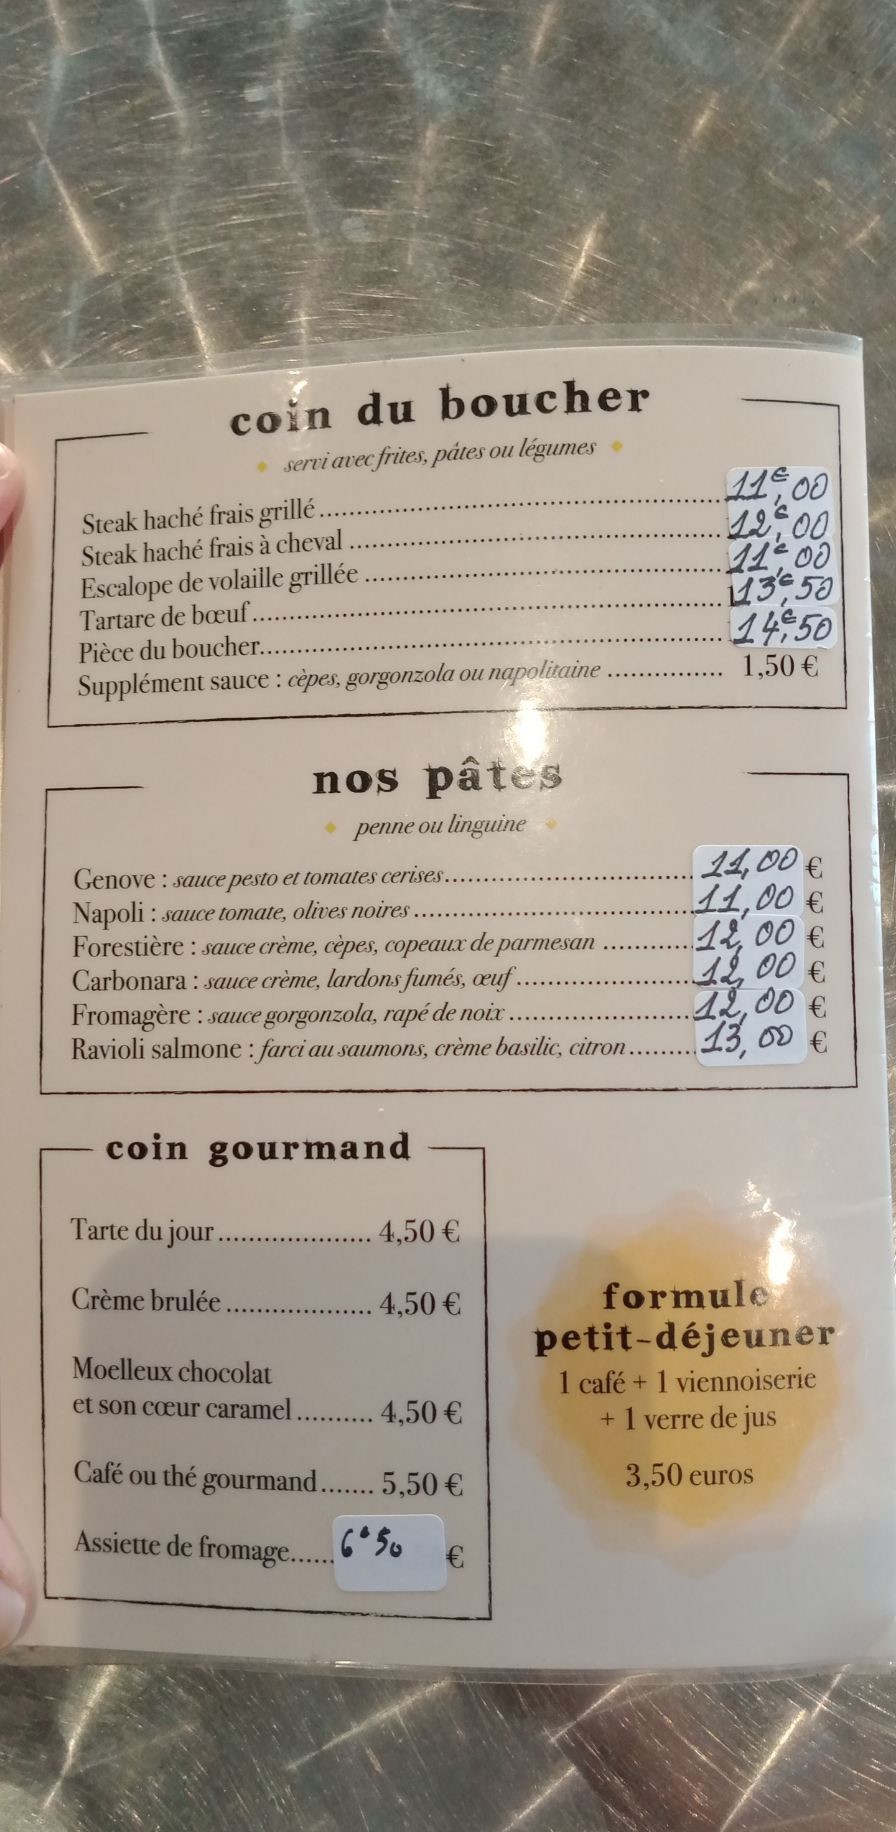 coin du boucher
servi avec frites, pâtes ou légumes
Steak haché frais grillé ........ 11€,00
Steak haché frais à cheval ........ 12€,00
Escalope de volaille grillée ........ 11€,00
Tartare de bœuf ........ 13€,50
Pièce du boucher ........ 14€,50
Supplément sauce : cèpes, gorgonzola ou napolitaine ........ 1,50 €
nos pâtes
penne ou linguine
Genove : sauce pesto et tomates cerises ........ 11,00 €
Napoli : sauce tomate, olives noires ........ 11,00 €
Forestière : sauce crème, cèpes, copeaux de parmesan ........ 12,00 €
Carbonara : sauce crème, lardons fumés, œuf ........ 12,00 €
Fromagère : sauce gorgonzola, rapé de noix ........ 12,00 €
Ravioli salmone : farci au saumons, crème basilic, citron ........ 13,00 €
coin gourmand
Tarte du jour ........ 4,50 €
Crème brulée ........ 4,50 €
Moelleux chocolat
et son cœur caramel ........ 4,50 €
Café ou thé gourmand ........ 5,50 €
Assiette de fromage ........ 6€50 €
formule
petit-déjeuner
1 café + 1 viennoiserie
+ 1 verre de jus
3,50 euros